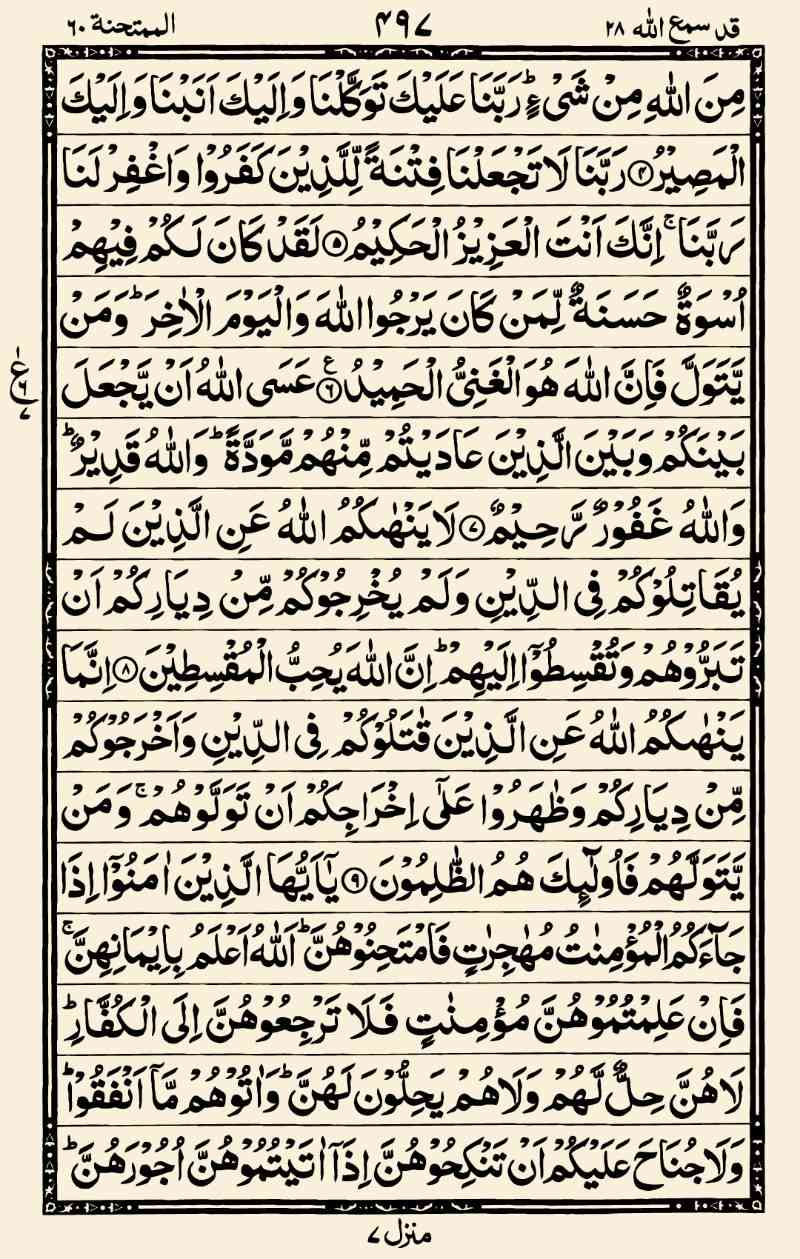 قد سمع الله ٢٨
۴۹۷
الممتحنة ٦٠
مِنَ اللّٰهِ مِنْ شَیْءٍ ؕ رَبَّنَا عَلَیْكَ تَوَكَّلْنَا وَ اِلَیْكَ اَنَبْنَا وَ اِلَیْكَ
الْمَصِیْرُ ﴿۴﴾ رَبَّنَا لَا تَجْعَلْنَا فِتْنَةً لِّلَّذِیْنَ كَفَرُوْا وَ اغْفِرْ لَنَا
رَبَّنَا ۚ اِنَّكَ اَنْتَ الْعَزِیْزُ الْحَكِیْمُ ﴿۵﴾ لَقَدْ كَانَ لَكُمْ فِیْهِمْ
اُسْوَةٌ حَسَنَةٌ لِّمَنْ كَانَ یَرْجُوا اللّٰهَ وَ الْیَوْمَ الْاٰخِرَ ؕ وَ مَنْ
یَّتَوَلَّ فَاِنَّ اللّٰهَ هُوَ الْغَنِیُّ الْحَمِیْدُ ﴿۶﴾ ع عَسَی اللّٰهُ اَنْ یَّجْعَلَ
ع ۶ ۷
بَیْنَكُمْ وَ بَیْنَ الَّذِیْنَ عَادَیْتُمْ مِّنْهُمْ مَّوَدَّةً ؕ وَ اللّٰهُ قَدِیْرٌ ؕ
وَ اللّٰهُ غَفُوْرٌ رَّحِیْمٌ ﴿۷﴾ لَا یَنْهٰىكُمُ اللّٰهُ عَنِ الَّذِیْنَ لَمْ
یُقَاتِلُوْكُمْ فِی الدِّیْنِ وَ لَمْ یُخْرِجُوْكُمْ مِّنْ دِیَارِكُمْ اَنْ
تَبَرُّوْهُمْ وَ تُقْسِطُوْۤا اِلَیْهِمْ ؕ اِنَّ اللّٰهَ یُحِبُّ الْمُقْسِطِیْنَ ﴿۸﴾ اِنَّمَا
یَنْهٰىكُمُ اللّٰهُ عَنِ الَّذِیْنَ قٰتَلُوْكُمْ فِی الدِّیْنِ وَ اَخْرَجُوْكُمْ
مِّنْ دِیَارِكُمْ وَ ظٰهَرُوْا عَلٰۤی اِخْرَاجِكُمْ اَنْ تَوَلَّوْهُمْ ۚ وَ مَنْ
یَّتَوَلَّهُمْ فَاُولٰٓىِٕكَ هُمُ الظّٰلِمُوْنَ ﴿۹﴾ یٰۤاَیُّهَا الَّذِیْنَ اٰمَنُوْۤا اِذَا
جَآءَكُمُ الْمُؤْمِنٰتُ مُهٰجِرٰتٍ فَامْتَحِنُوْهُنَّ ؕ اَللّٰهُ اَعْلَمُ بِاِیْمَانِهِنَّ ۚ
فَاِنْ عَلِمْتُمُوْهُنَّ مُؤْمِنٰتٍ فَلَا تَرْجِعُوْهُنَّ اِلَی الْكُفَّارِ ؕ
لَا هُنَّ حِلٌّ لَّهُمْ وَ لَا هُمْ یَحِلُّوْنَ لَهُنَّ ؕ وَ اٰتُوْهُمْ مَّاۤ اَنْفَقُوْا ؕ
وَ لَا جُنَاحَ عَلَیْكُمْ اَنْ تَنْكِحُوْهُنَّ اِذَاۤ اٰتَیْتُمُوْهُنَّ اُجُوْرَهُنَّ ؕ
منزل ۷